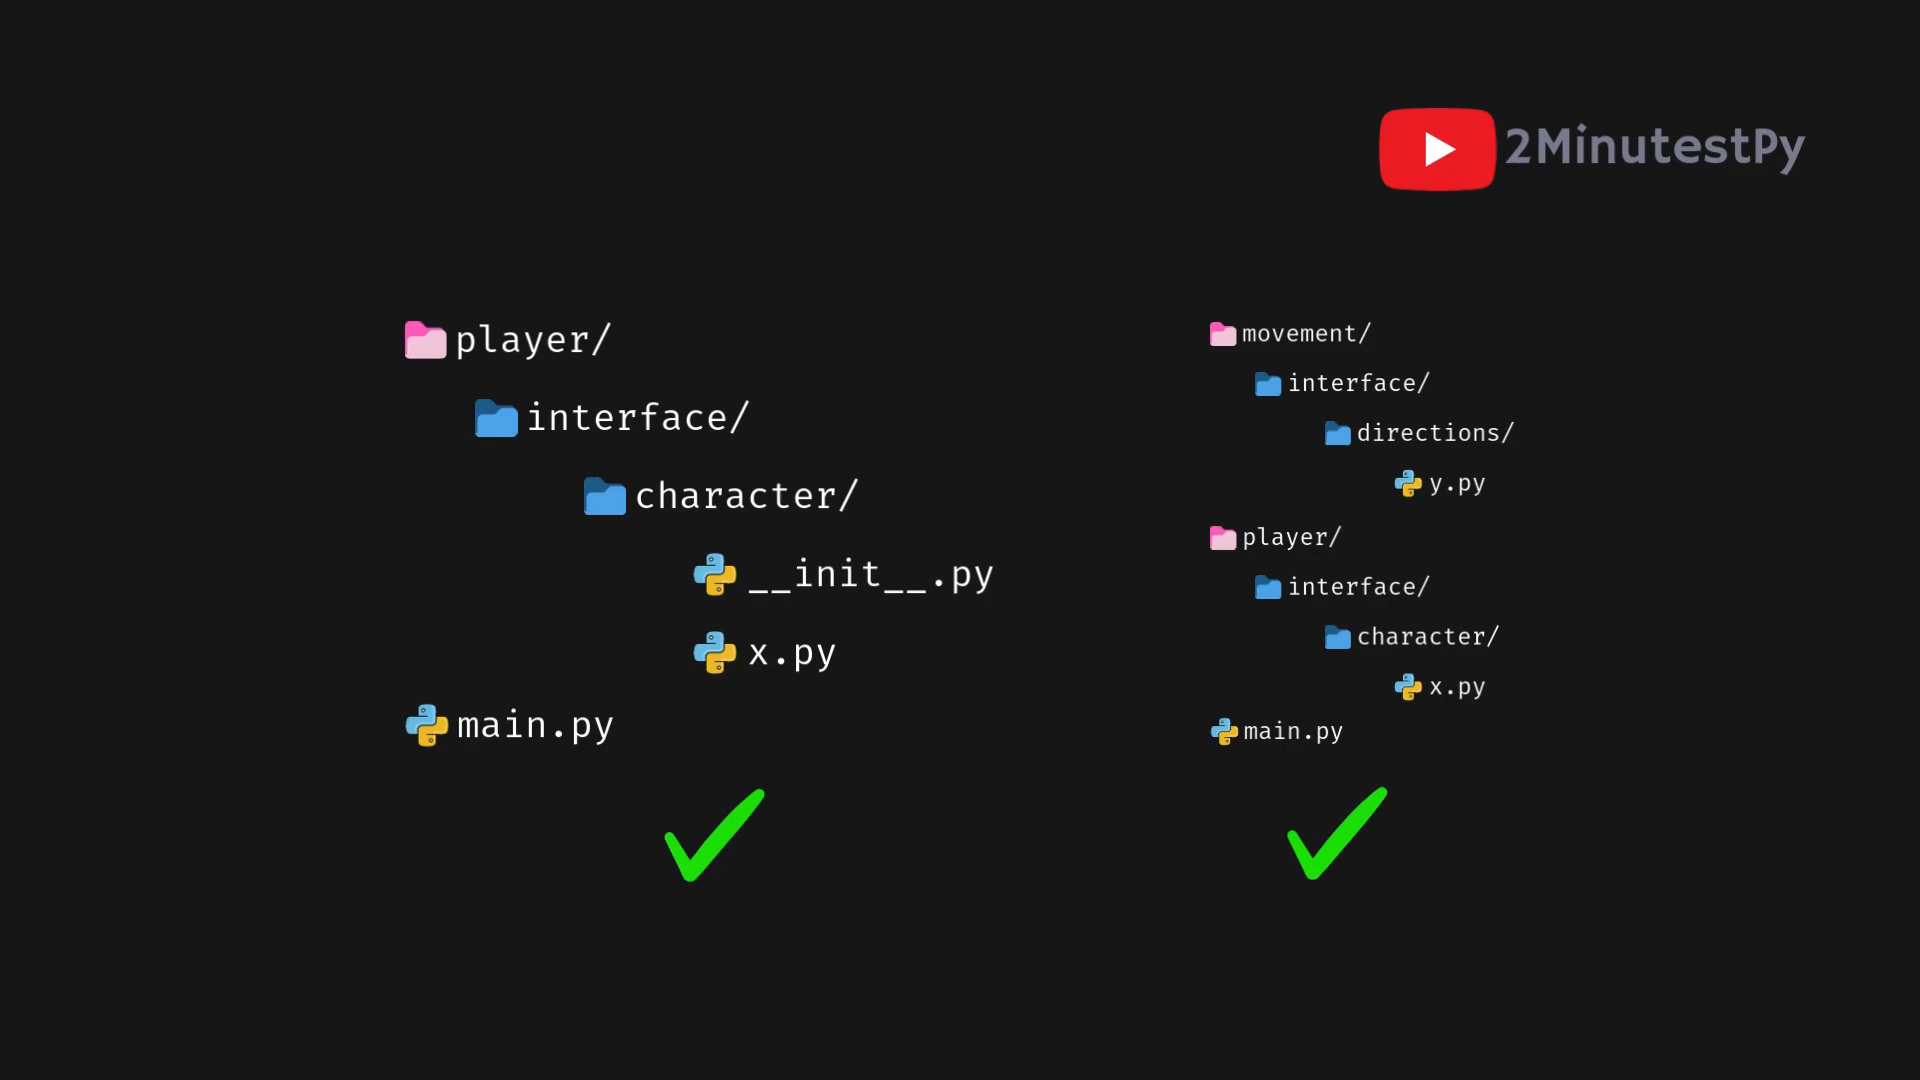 2MinutestPy
player/
interface/
character/
__init__.py
x.py
main.py
movement/
interface/
directions/
y.py
player/
interface/
character/
x.py
main.py